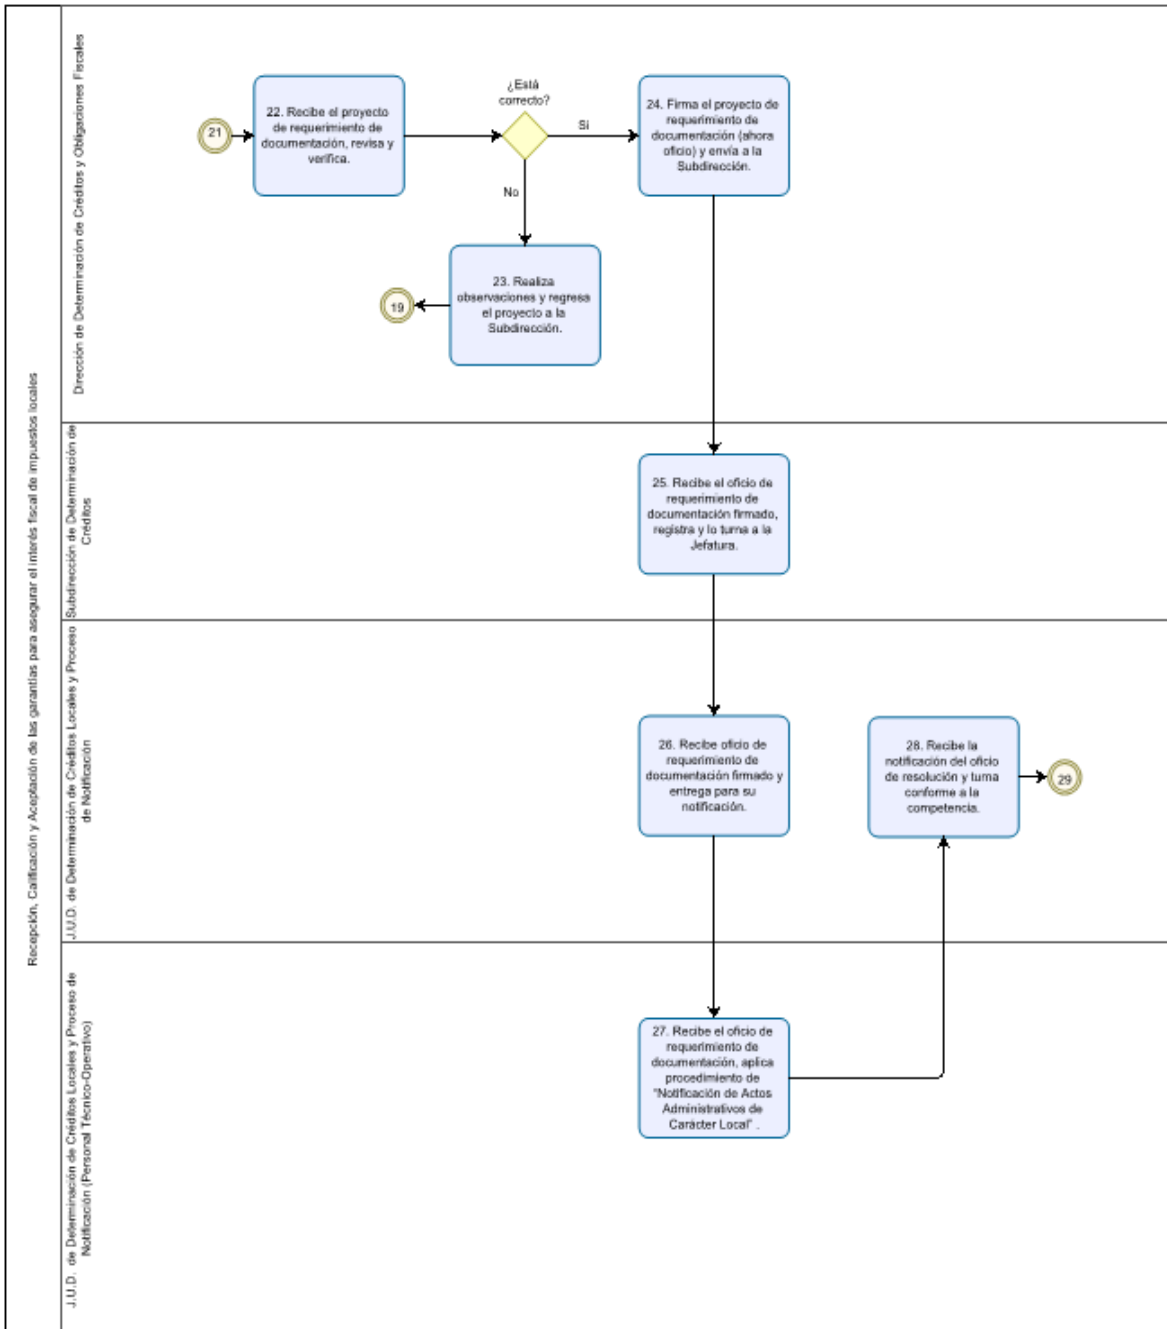 Recepción, Calificación y Aceptación de las garantías para asegurar el interés fiscal de impuestos locales
Dirección de Determinación de Créditos y Obligaciones Fiscales
21
22. Recibe el proyecto
de requerimiento de
documentación, revisa y
verifica.
¿Está
correcto?
Si
No
24. Firma el proyecto de
requerimiento de
documentación (ahora
oficio) y envía a la
Subdirección.
23. Realiza
observaciones y regresa
el proyecto a la
Subdirección.
19
Subdirección de Determinación de
Créditos
25. Recibe el oficio de
requerimiento de
documentación firmado,
registra y lo turna a la
Jefatura.
J.U.D. de Determinación de Créditos Locales y Proceso
de Notificación
26. Recibe oficio de
requerimiento de
documentación firmado y
entrega para su
notificación.
28. Recibe la
notificación del oficio
de resolución y turna
conforme a la
competencia.
29
J.U.D. de Determinación de Créditos Locales y Proceso de
Notificación (Personal Técnico-Operativo)
27. Recibe el oficio de
requerimiento de
documentación, aplica
procedimiento de
"Notificación de Actos
Administrativos de
Carácter Local" .